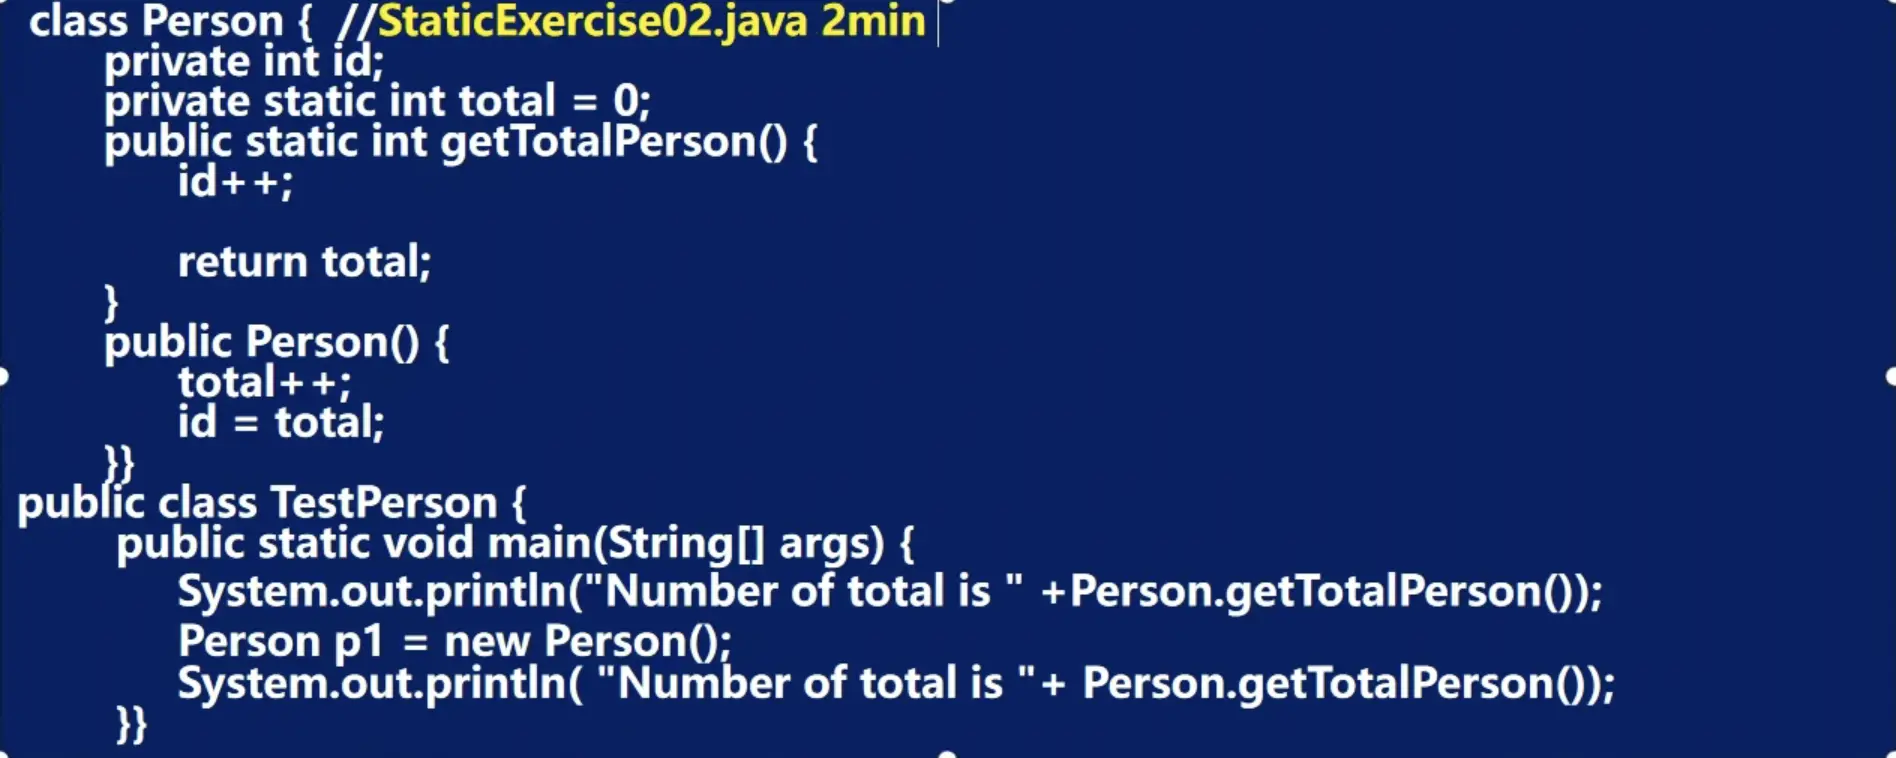 class Person { //StaticExercise02.java 2min
private int id;
private static int total = 0;
public static int getTotalPerson() {
id++;
return total;
}
public Person() {
total++;
id = total;
}}
public class TestPerson {
public static void main(String[] args) {
System.out.println("Number of total is " +Person.getTotalPerson());
Person p1 = new Person();
System.out.println( "Number of total is "+ Person.getTotalPerson());
}}